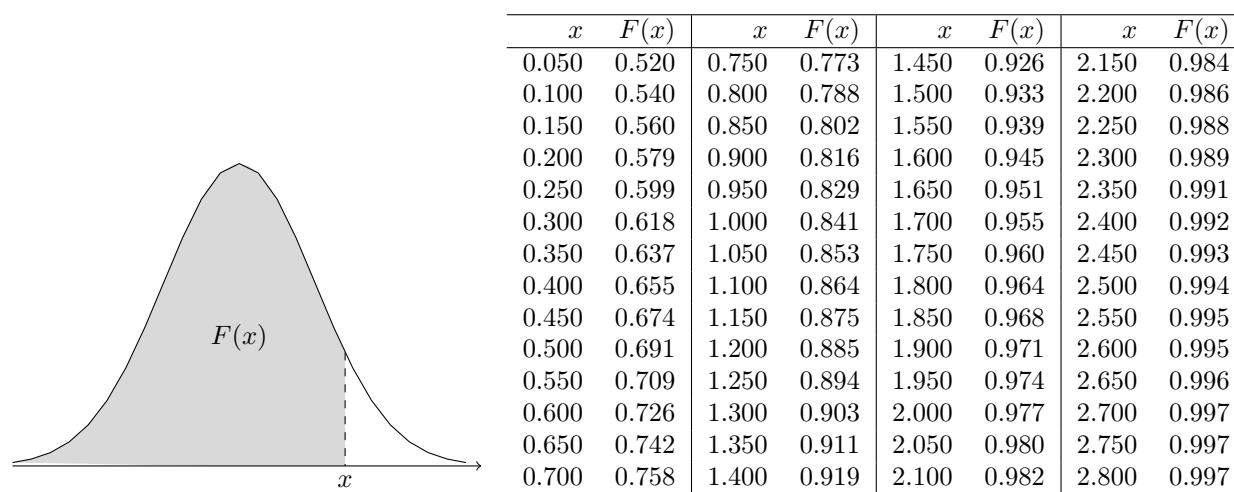 x F(x) x F(x) x F(x) x F(x)
0.050 0.520 0.750 0.773 1.450 0.926 2.150 0.984
0.100 0.540 0.800 0.788 1.500 0.933 2.200 0.986
0.150 0.560 0.850 0.802 1.550 0.939 2.250 0.988
0.200 0.579 0.900 0.816 1.600 0.945 2.300 0.989
0.250 0.599 0.950 0.829 1.650 0.951 2.350 0.991
0.300 0.618 1.000 0.841 1.700 0.955 2.400 0.992
0.350 0.637 1.050 0.853 1.750 0.960 2.450 0.993
0.400 0.655 1.100 0.864 1.800 0.964 2.500 0.994
0.450 0.674 1.150 0.875 1.850 0.968 2.550 0.995
0.500 0.691 1.200 0.885 1.900 0.971 2.600 0.995
0.550 0.709 1.250 0.894 1.950 0.974 2.650 0.996
0.600 0.726 1.300 0.903 2.000 0.977 2.700 0.997
0.650 0.742 1.350 0.911 2.050 0.980 2.750 0.997
0.700 0.758 1.400 0.919 2.100 0.982 2.800 0.997
F(x)
x